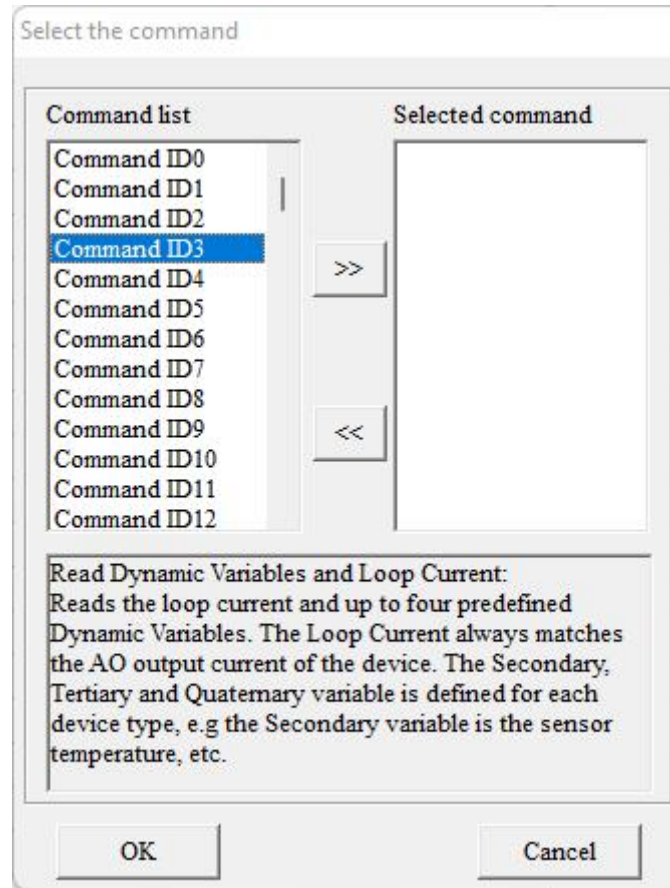 Select the command
Command list
Selected command
Command ID0
Command ID1
Command ID2
Command ID3
Command ID4
Command ID5
Command ID6
Command ID7
Command ID8
Command ID9
Command ID10
Command ID11
Command ID12
>>
<<
Read Dynamic Variables and Loop Current:
Reads the loop current and up to four predefined
Dynamic Variables. The Loop Current always matches
the AO output current of the device. The Secondary,
Tertiary and Quaternary variable is defined for each
device type, e.g the Secondary variable is the sensor
temperature, etc.
OK
Cancel